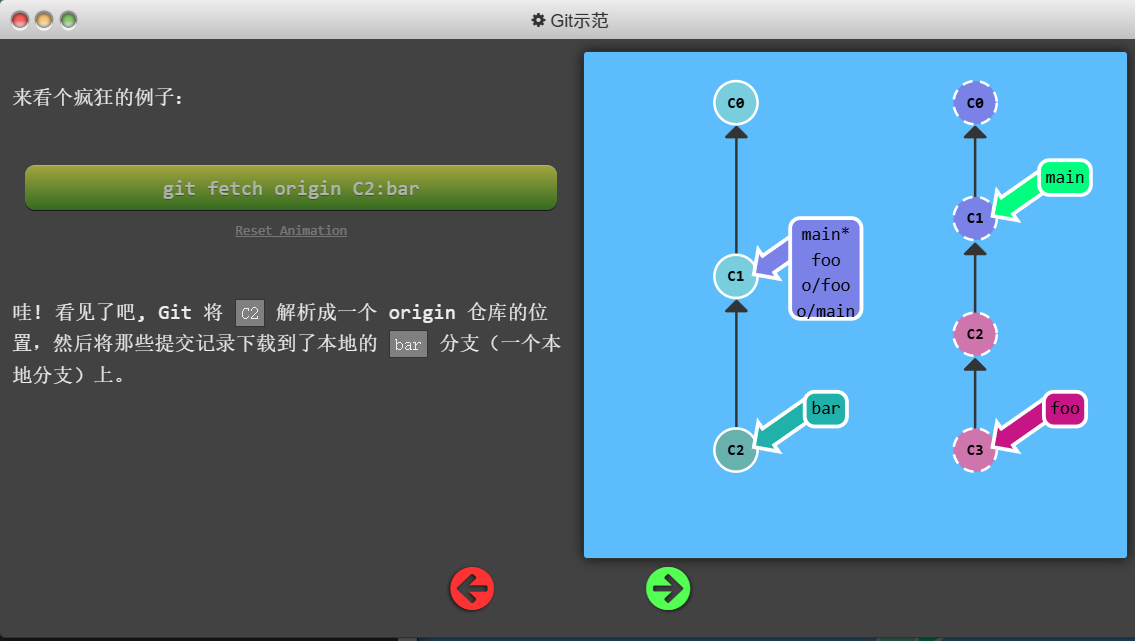 Git示范
来看个疯狂的例子：
git fetch origin C2:bar
Reset Animation
哇！看见了吧, Git 将 C2 解析成一个 origin 仓库的位
置，然后将那些提交记录下载到了本地的 bar 分支（一个本
地分支）上。
C0
C1
main*
foo
o/foo
o/main
C2
bar
C0
main
C1
C2
foo
C3